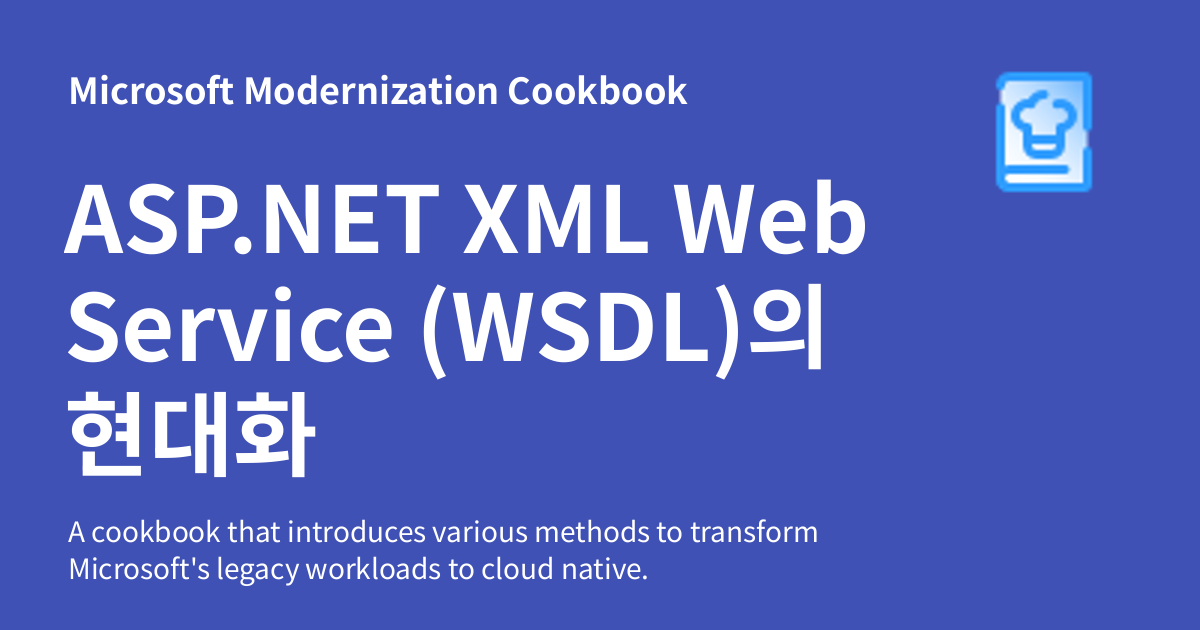 Microsoft Modernization Cookbook
ASP.NET XML Web
Service (WSDL)의
현대화
A cookbook that introduces various methods to transform
Microsoft's legacy workloads to cloud native.